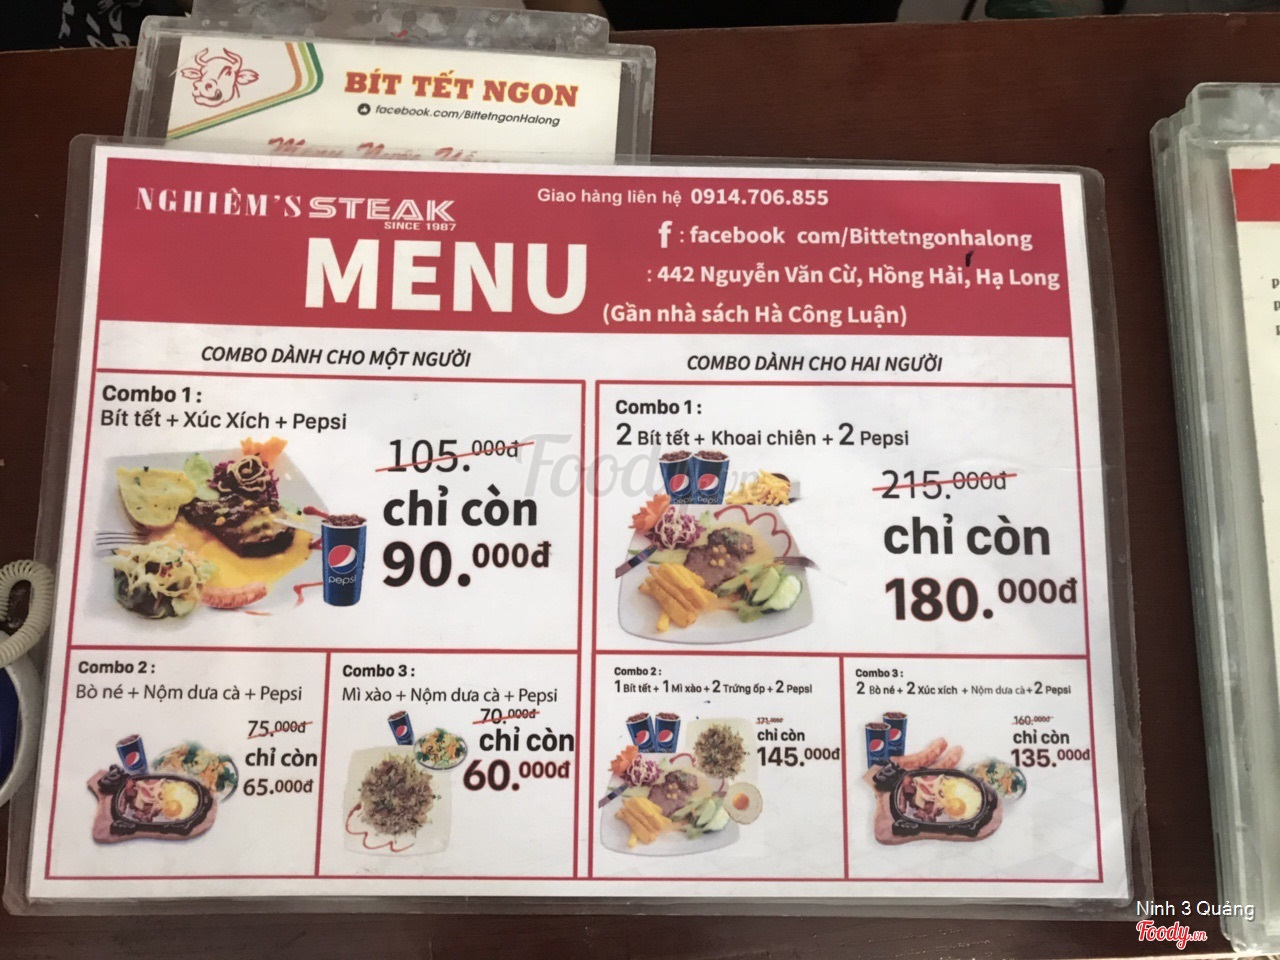 BÍT TẾT NGON
facebook.com/BittetngonHalong
NGHIÊM'S STEAK
SINCE 1987
MENU
Giao hàng liên hệ 0914.706.855
f : facebook com/Bittetngonhalong
: 442 Nguyễn Văn Cừ, Hồng Hải, Hạ Long
(Gần nhà sách Hà Công Luận)
COMBO DÀNH CHO MỘT NGƯỜI
Combo 1 :
Bít tết + Xúc Xích + Pepsi
105.000đ
chỉ còn
90.000đ
pepsi
Combo 2 :
Bò né + Nộm dưa cà + Pepsi
75.000đ
chỉ còn
65.000đ
Combo 3 :
Mì xào + Nộm dưa cà + Pepsi
70.000đ
chỉ còn
60.000đ
COMBO DÀNH CHO HAI NGƯỜI
Combo 1 :
2 Bít tết + Khoai chiên + 2 Pepsi
215.000đ
chỉ còn
180.000đ
Combo 2 :
1 Bít tết + 1 Mì xào + 2 Trứng ốp + 2 Pepsi
chỉ còn
145.000đ
Combo 3 :
2 Bò né + 2 Xúc xích + Nộm dưa cà + 2 Pepsi
160.000đ
chỉ còn
135.000đ
Foody.vn
Ninh 3 Quảng
Foody.vn